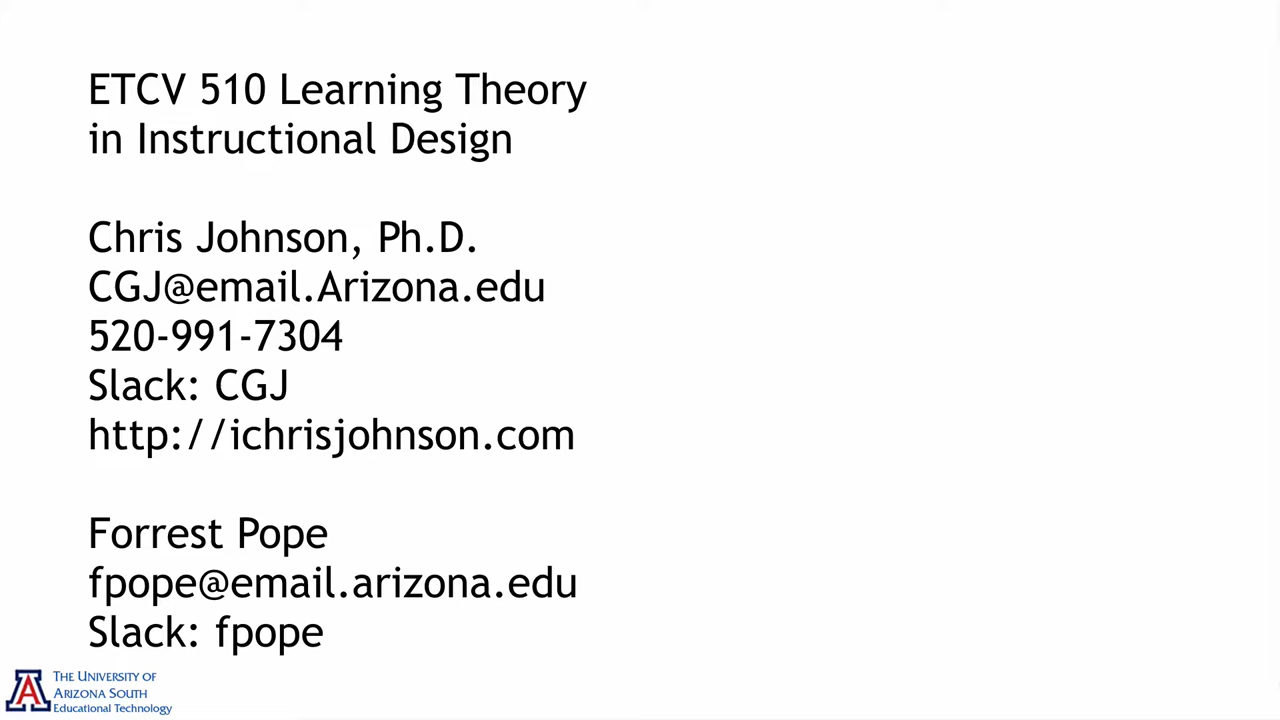 ETCV 510 Learning Theory
in Instructional Design
Chris Johnson, Ph.D.
CGJ@email.Arizona.edu
520-991-7304
Slack: CGJ
http://ichrisjohnson.com
Forrest Pope
fpope@email.arizona.edu
Slack: fpope
A
THE UNIVERSITY OF
ARIZONA SOUTH
Educational Technology